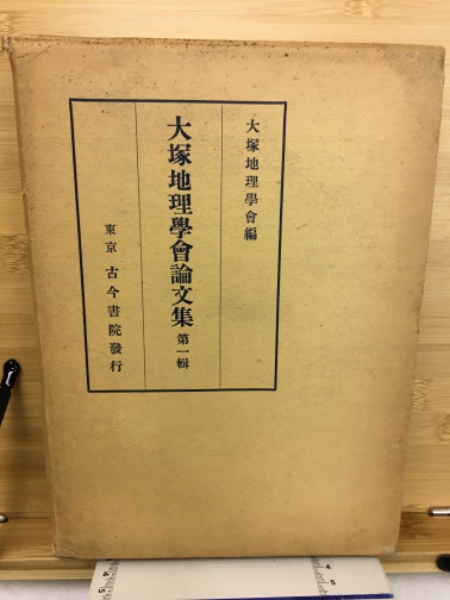 大塚地理學會編
大塚地理學會論文集 第一輯
東京 古今書院發行